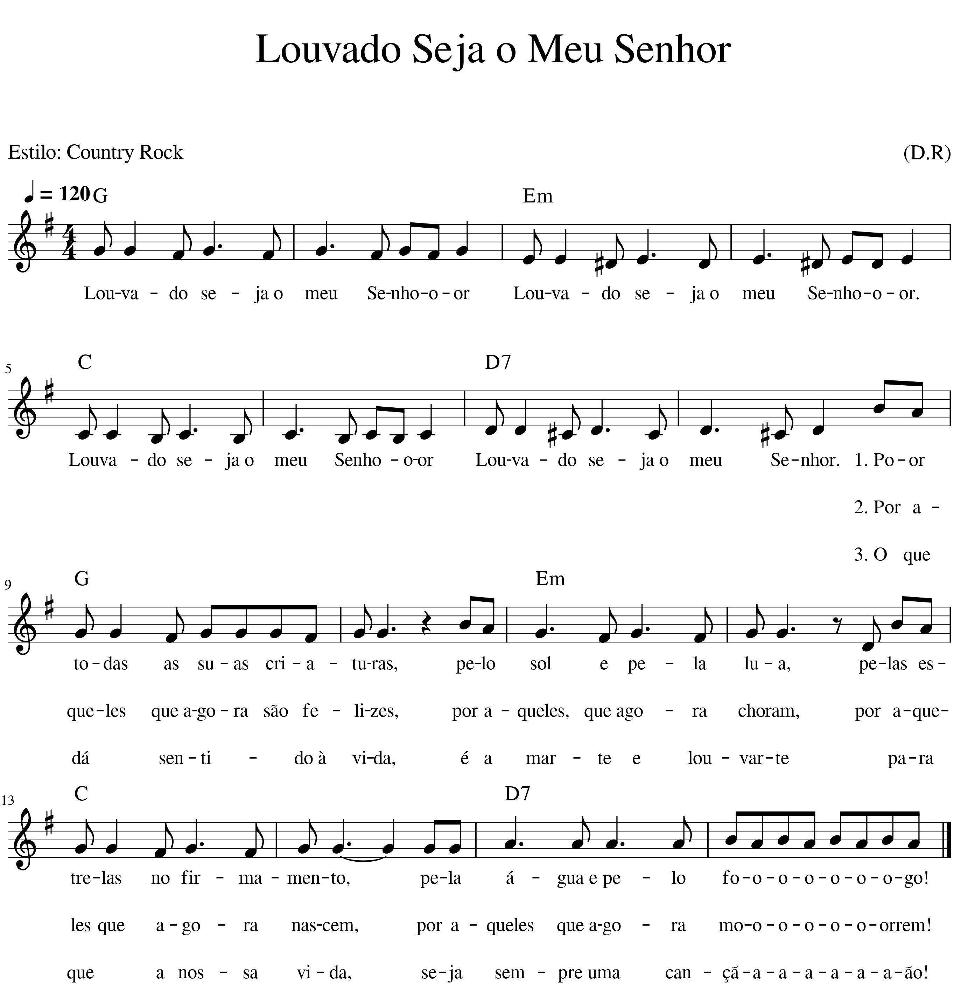 Louvado Seja o Meu Senhor
Estilo: Country Rock
(D.R)
= 120 G Em
4
4
Lou-va - do se - ja o meu Se-nho-o-or Lou-va - do se - ja o meu Se-nho-o-or.
5 C D7
Louva - do se - ja o meu Senho - o-or Lou-va - do se - ja o meu Se-nhor. 1. Po-or
2. Por a-
3. O que
9 G Em
to-das as su-as cri-a-tu-ras, pe-lo sol e pe - la lu-a, pe-las es-
que-les que a-go-ra são fe - li-zes, por a-queles, que ago - ra choram, por a-que-
dá sen-ti - do à vi-da, é a mar - te e lou-var-te pa-ra
13 C D7
tre-las no fir - ma-men-to, pe-la á - gua e pe - lo fo-o-o-o-o-o-o-go!
les que a-go - ra nas-cem, por a-queles que a-go - ra mo-o-o-o-o-o-orrem!
que a nos - sa vi-da, se-ja sem - pre uma can-çã-a-a-a-a-a-a-ão!